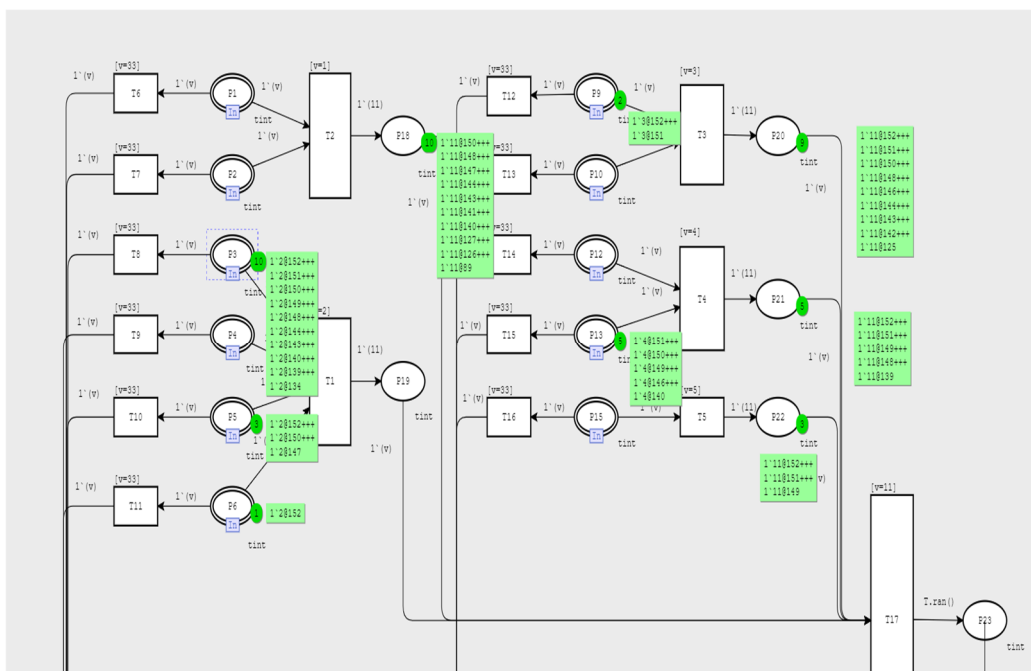 [v=33]
[v=1]
[v=33]
[v=3]
1`(v)
T6
1`(v)
P1
In
1`(v)
T2
1`(11)
P18
10
tint
1`(v)
T12
1`(v)
P9
In
2
1`(v)
1`3@152+++
1`3@151
T3
1`(11)
P20
9
tint
1`(v)
1`(v)
[v=33]
1`(v)
T7
1`(v)
P2
In
tint
1`(v)
1`11@150+++
1`11@148+++
1`11@147+++
1`11@144+++
1`11@143+++
1`11@141+++
1`11@140+++
1`11@127+++
1`11@126+++
1`11@89
T13
1`(v)
P10
In
tint
1`11@152+++
1`11@151+++
1`11@150+++
1`11@148+++
1`11@146+++
1`11@144+++
1`11@143+++
1`11@142+++
1`11@125
[v=33]
1`(v)
T8
1`(v)
P3
In
10
tint
1`2@152+++
1`2@151+++
1`2@150+++
1`2@149+++
1`2@148+++
1`2@144+++
1`2@143+++
1`2@140+++
1`2@139+++
1`2@134
T14
1`(v)
P12
In
tint
1`(v)
1`(v)
[v=4]
T4
1`(11)
P21
5
tint
1`(v)
[v=33]
1`(v)
T9
1`(v)
P4
In
tint
T1
1`(11)
P19
tint
1`(v)
[v=33]
1`(v)
T15
1`(v)
P13
In
5
1`4@151+++
1`4@150+++
1`4@149+++
1`4@146+++
1`4@140
1`11@152+++
1`11@151+++
1`11@149+++
1`11@148+++
1`11@139
[v=33]
1`(v)
T10
1`(v)
P5
In
3
tint
1`2@152+++
1`2@150+++
1`2@147
[v=33]
1`(v)
T16
1`(v)
P15
In
tint
1`(v)
[v=5]
T5
1`(11)
P22
3
tint
1`11@152+++
1`11@151+++
1`11@149
[v=33]
1`(v)
T11
1`(v)
P6
In
1
1`2@152
tint
[v=11]
T17
T.ran()
P23
tint